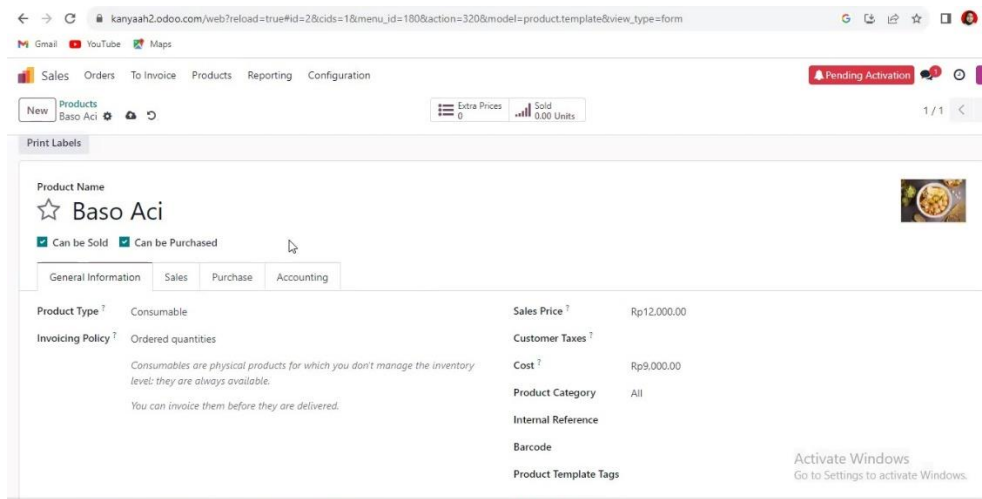 kanyaah2.odoo.com/web?reload=true#id=2&cids=1&menu_id=180&action=320&model=product.template&view_type=form
Gmail YouTube Maps
Sales Orders To Invoice Products Reporting Configuration Pending Activation 1
New Products Extra Prices Sold
Baso Aci 0 0.00 Units 1 / 1
Print Labels
Product Name
Baso Aci
Can be Sold Can be Purchased
General Information Sales Purchase Accounting
Product Type ? Consumable Sales Price ? Rp12.000.00
Invoicing Policy ? Ordered quantities Customer Taxes ?
Consumables are physical products for which you don't manage the inventory Cost ? Rp9.000.00
level: they are always available.
Product Category All
You can invoice them before they are delivered.
Internal Reference
Barcode
Product Template Tags
Activate Windows
Go to Settings to activate Windows.